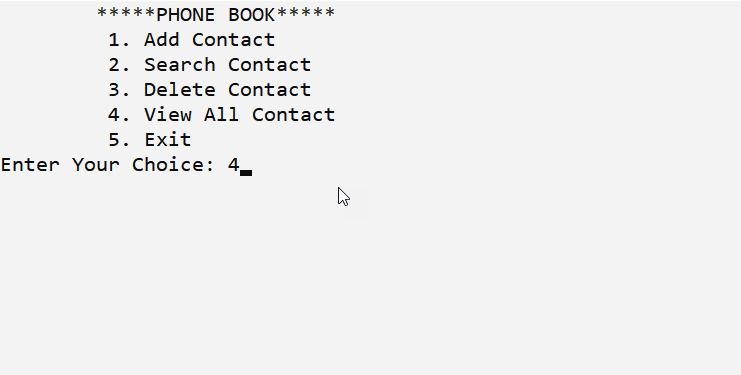 *****PHONE BOOK*****
1. Add Contact
2. Search Contact
3. Delete Contact
4. View All Contact
5. Exit
Enter Your Choice: 4